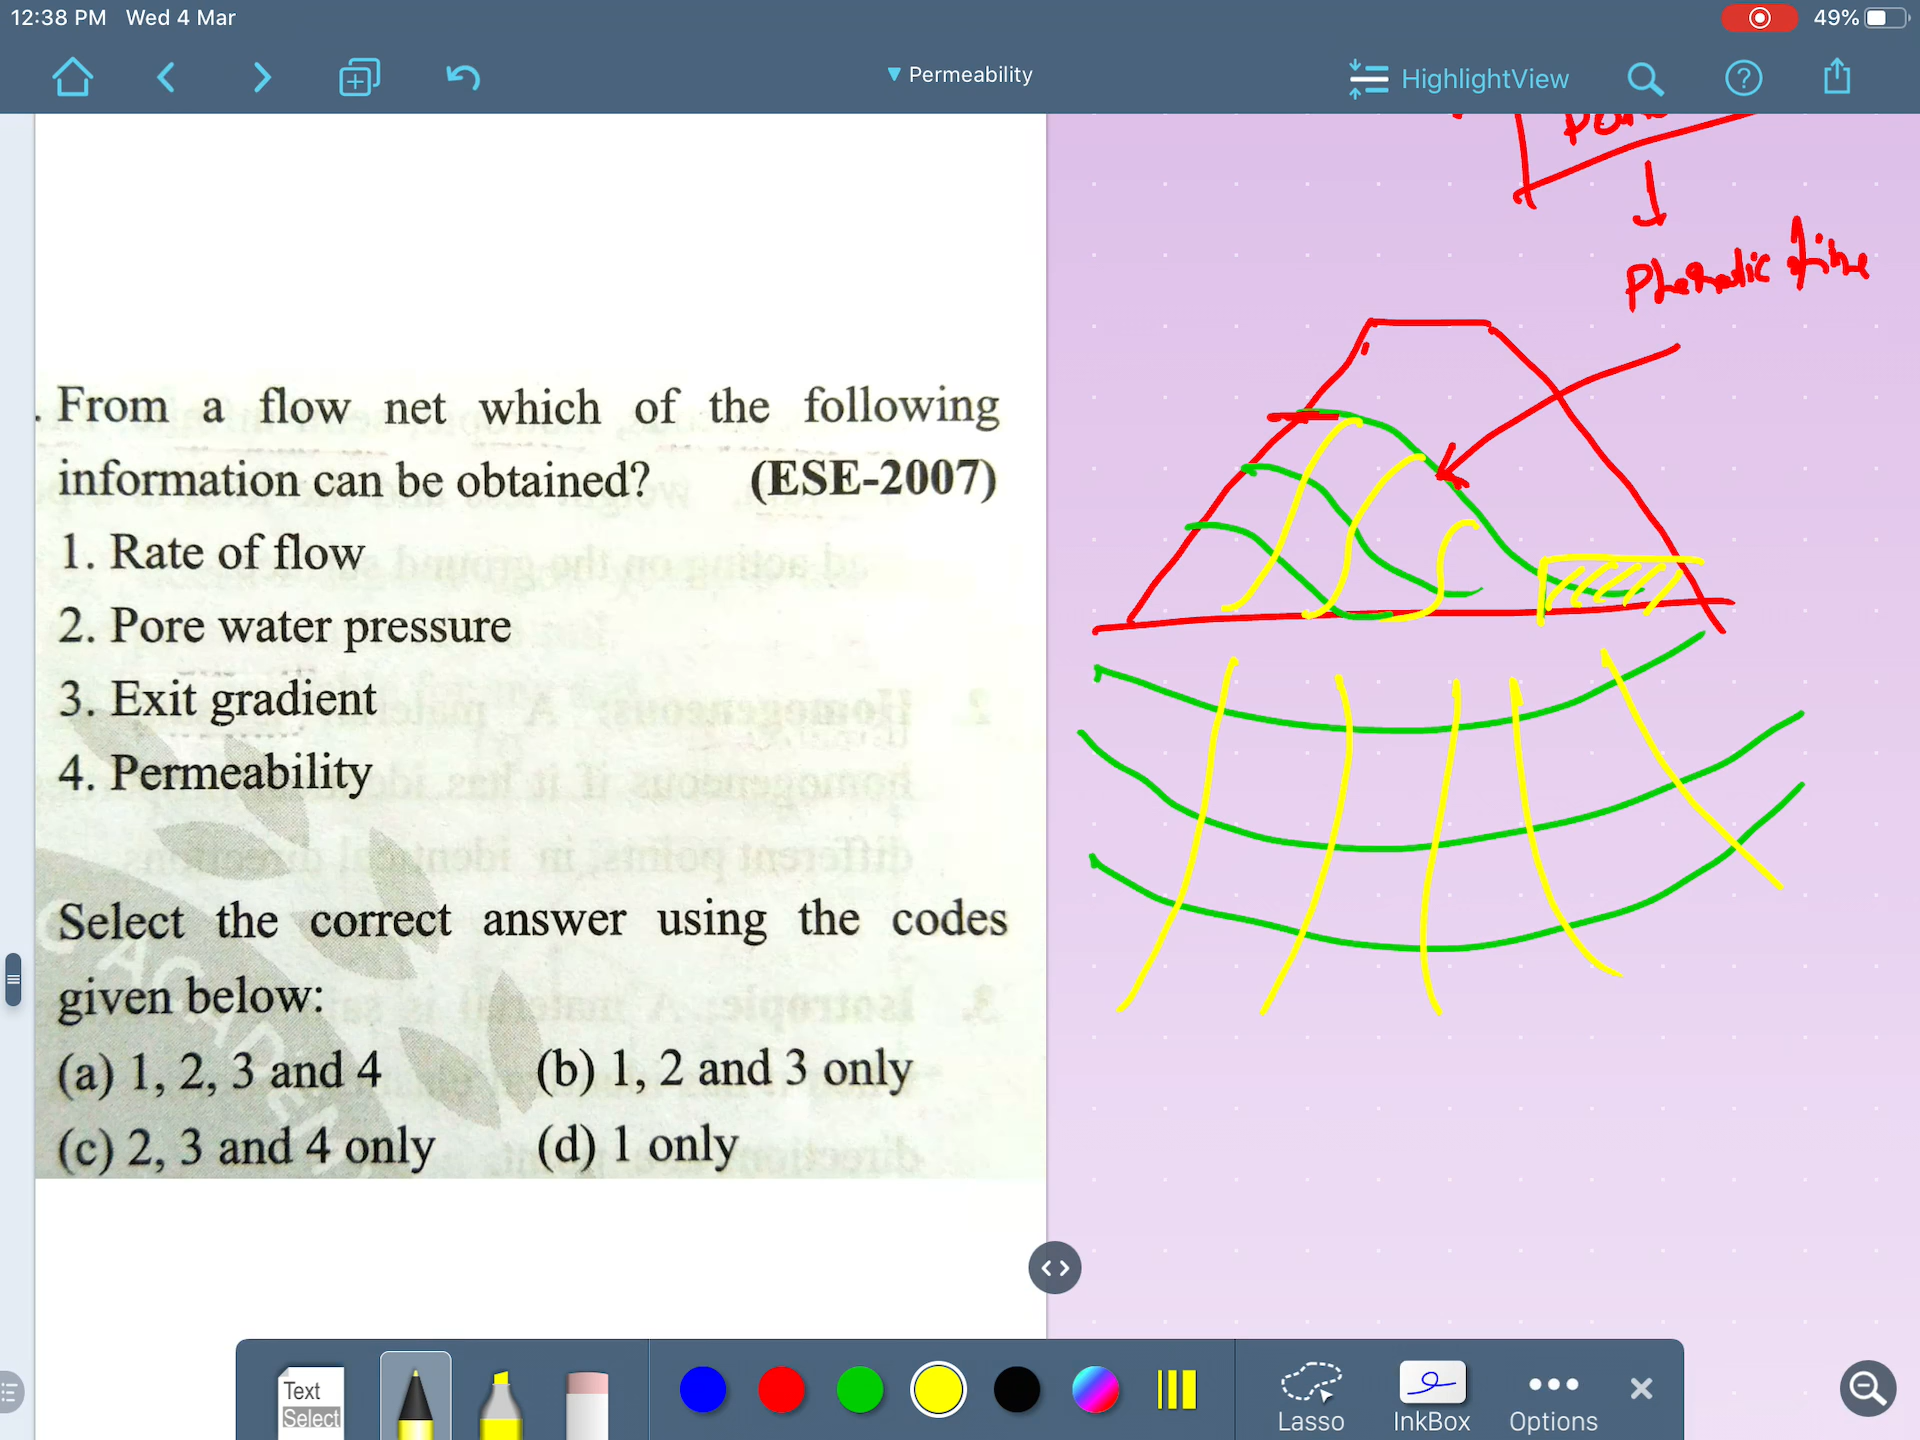 12:38 PM Wed 4 Mar
49%
▼ Permeability
HighlightView
. From a flow net which of the following
information can be obtained? (ESE-2007)
1. Rate of flow
2. Pore water pressure
3. Exit gradient
4. Permeability
Select the correct answer using the codes
given below:
(a) 1, 2, 3 and 4 (b) 1, 2 and 3 only
(c) 2, 3 and 4 only (d) 1 only
Line
Text
Select
Lasso
InkBox
Options